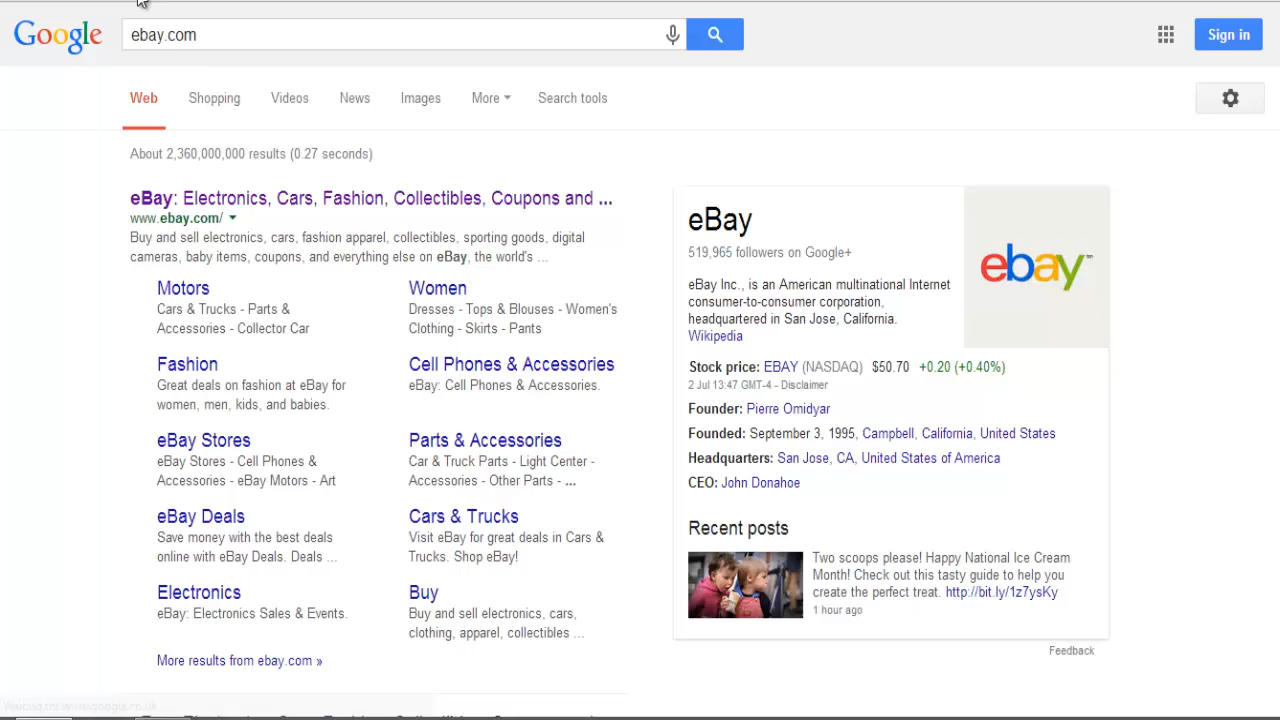 Google
ebay.com
Sign in
Web Shopping Videos News Images More Search tools
About 2,360,000,000 results (0.27 seconds)
eBay: Electronics, Cars, Fashion, Collectibles, Coupons and ...
www.ebay.com/
Buy and sell electronics, cars, fashion apparel, collectibles, sporting goods, digital
cameras, baby items, coupons, and everything else on eBay, the world's ...
Motors
Cars & Trucks - Parts &
Accessories - Collector Car
Women
Dresses - Tops & Blouses - Women's
Clothing - Skirts - Pants
Fashion
Great deals on fashion at eBay for
women, men, kids, and babies.
Cell Phones & Accessories
eBay: Cell Phones & Accessories.
eBay Stores
eBay Stores - Cell Phones &
Accessories - eBay Motors - Art
Parts & Accessories
Car & Truck Parts - Light Center -
Accessories - Other Parts - ...
eBay Deals
Save money with the best deals
online with eBay Deals. Deals ...
Cars & Trucks
Visit eBay for great deals in Cars &
Trucks. Shop eBay!
Electronics
eBay: Electronics Sales & Events.
Buy
Buy and sell electronics, cars,
clothing, apparel, collectibles ...
More results from ebay.com »
eBay
519,965 followers on Google+
eBay Inc., is an American multinational Internet
consumer-to-consumer corporation,
headquartered in San Jose, California.
Wikipedia
ebay™
Stock price: EBAY (NASDAQ) $50.70 +0.20 (+0.40%)
2 Jul 13:47 GMT-4 - Disclaimer
Founder: Pierre Omidyar
Founded: September 3, 1995, Campbell, California, United States
Headquarters: San Jose, CA, United States of America
CEO: John Donahoe
Recent posts
Two scoops please! Happy National Ice Cream
Month! Check out this tasty guide to help you
create the perfect treat. http://bit.ly/1z7ysKy
1 hour ago
Feedback